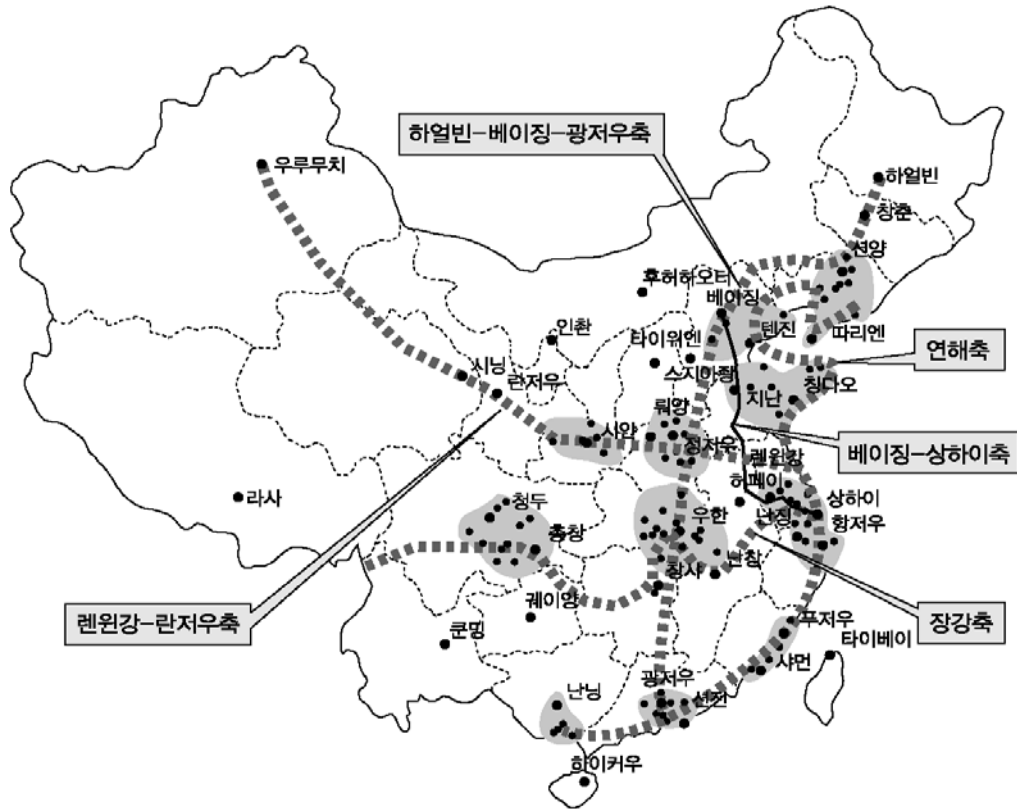 하얼빈-베이징-광저우축
우루무치
하얼빈
창춘
션양
후허하오터
베이징
인촨
타이위엔
텐진
따리엔
연해축
스지아좡
시닝
란저우
지난
칭다오
뤄양
시안
정저우
렌윈강
베이징-상하이축
허페이
라사
청두
우한
난징
상하이
항저우
충칭
난창
창사
렌윈강-란저우축
궤이양
쿤밍
장강축
푸저우
타이베이
샤먼
광저우
난닝
선전
하이커우